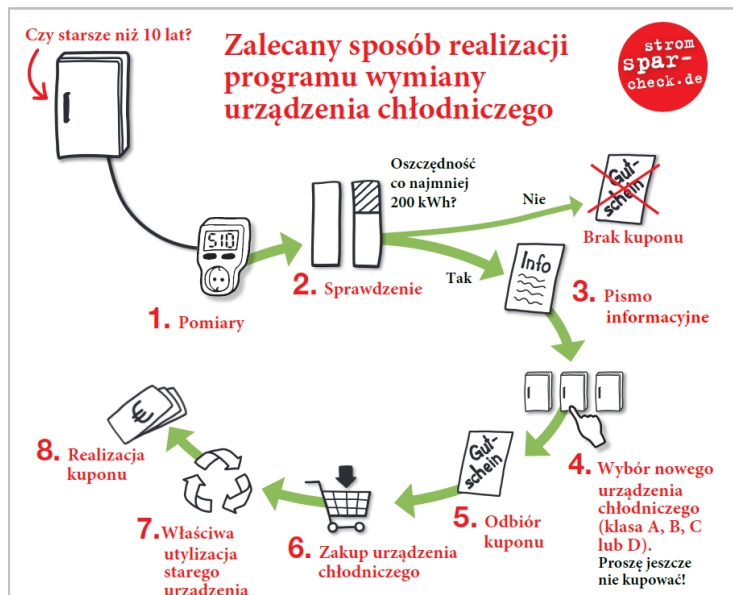 Czy starsze niż 10 lat?
Zalecany sposób realizacji
programu wymiany
urządzenia chłodniczego
strom
spar-
check.de
510
1. Pomiary
2. Sprawdzenie
Oszczędność
co najmniej
200 kWh?
Nie
Gut-
schein
Brak kuponu
Tak
Info
3. Pismo
informacyjne
4. Wybór nowego
urządzenia
chłodniczego
(klasa A, B, C
lub D).
Proszę jeszcze
nie kupować!
Gut-
schein
5. Odbiór
kuponu
6. Zakup urządzenia
chłodniczego
7. Właściwa
utylizacja
starego
urządzenia
€
8. Realizacja
kuponu